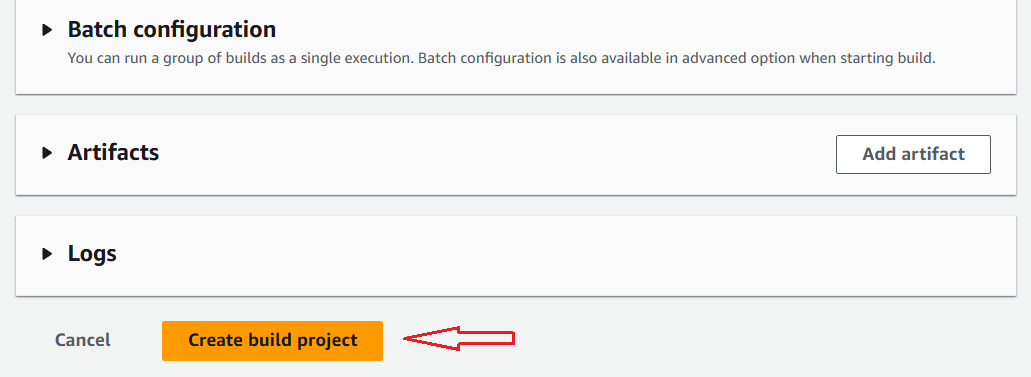 Batch configuration
You can run a group of builds as a single execution. Batch configuration is also available in advanced option when starting build.
Artifacts
Add artifact
Logs
Cancel
Create build project